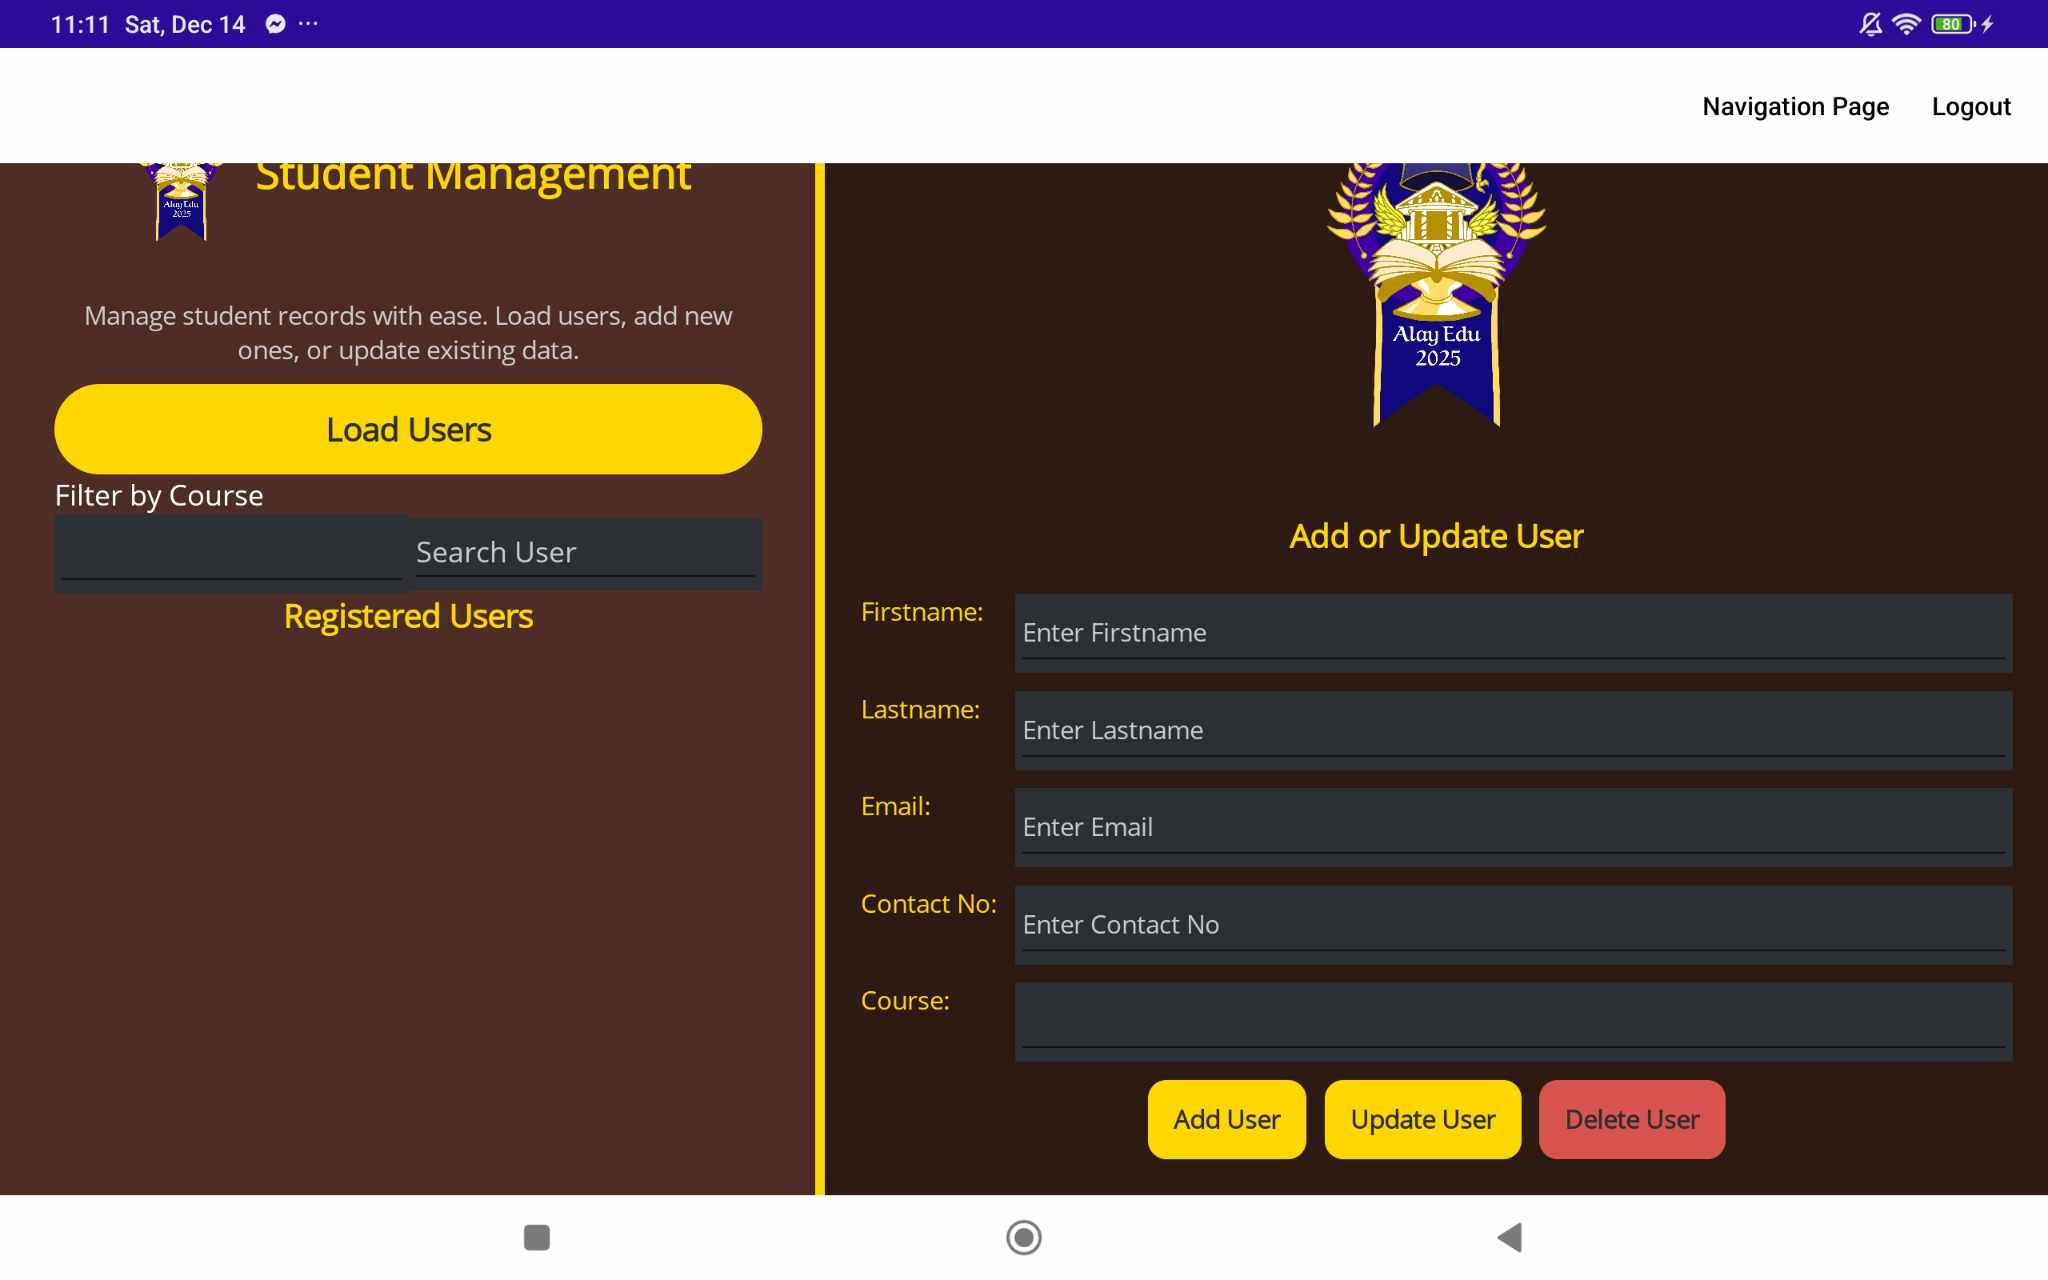 11:11 Sat, Dec 14 ...
80
Navigation Page Logout
Student Management
Alay Edu
2025
Manage student records with ease. Load users, add new
ones, or update existing data.
Load Users
Filter by Course
Search User
Registered Users
Alay Edu
2025
Add or Update User
Firstname: Enter Firstname
Lastname: Enter Lastname
Email: Enter Email
Contact No: Enter Contact No
Course:
Add User Update User Delete User